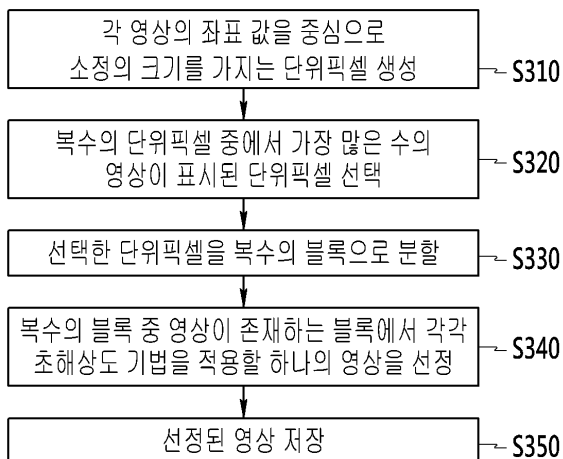 각 영상의 좌표 값을 중심으로
소정의 크기를 가지는 단위픽셀 생성
S310
복수의 단위픽셀 중에서 가장 많은 수의
영상이 표시된 단위픽셀 선택
S320
선택한 단위픽셀을 복수의 블록으로 분할
S330
복수의 블록 중 영상이 존재하는 블록에서 각각
초해상도 기법을 적용할 하나의 영상을 선정
S340
선정된 영상 저장
S350